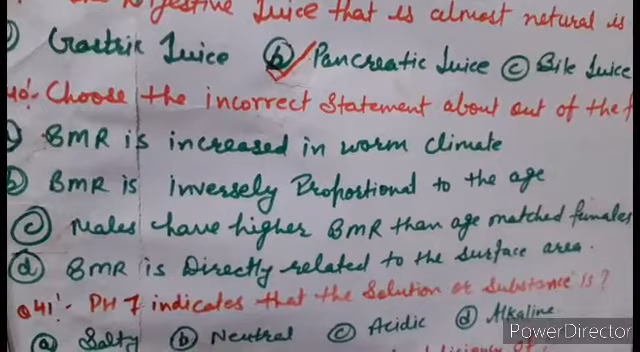 Digestive Juice that is almost netural is
Gastrik Juice (b) Pancreatic Juice (c) Bile Juice
40:- Choose the incorrect Statement about out of the f
BMR is increased in worm climate
b) BMR is inversely Proportional to the age
(c) Males have higher BMR than age matched females
(d) BMR is Directly related to the surface area.
Q41:- PH 7 indicates that the Solution or Substance is?
(a) Salty (b) Neutral (c) Acidic (d) Alkaline
PowerDirector